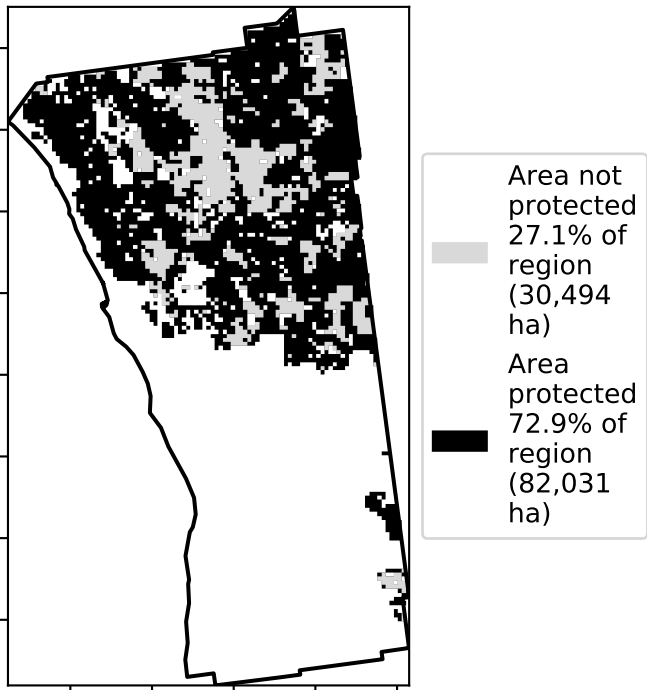 Area not
protected
27.1% of
region
(30,494
ha)
Area
protected
72.9% of
region
(82,031
ha)